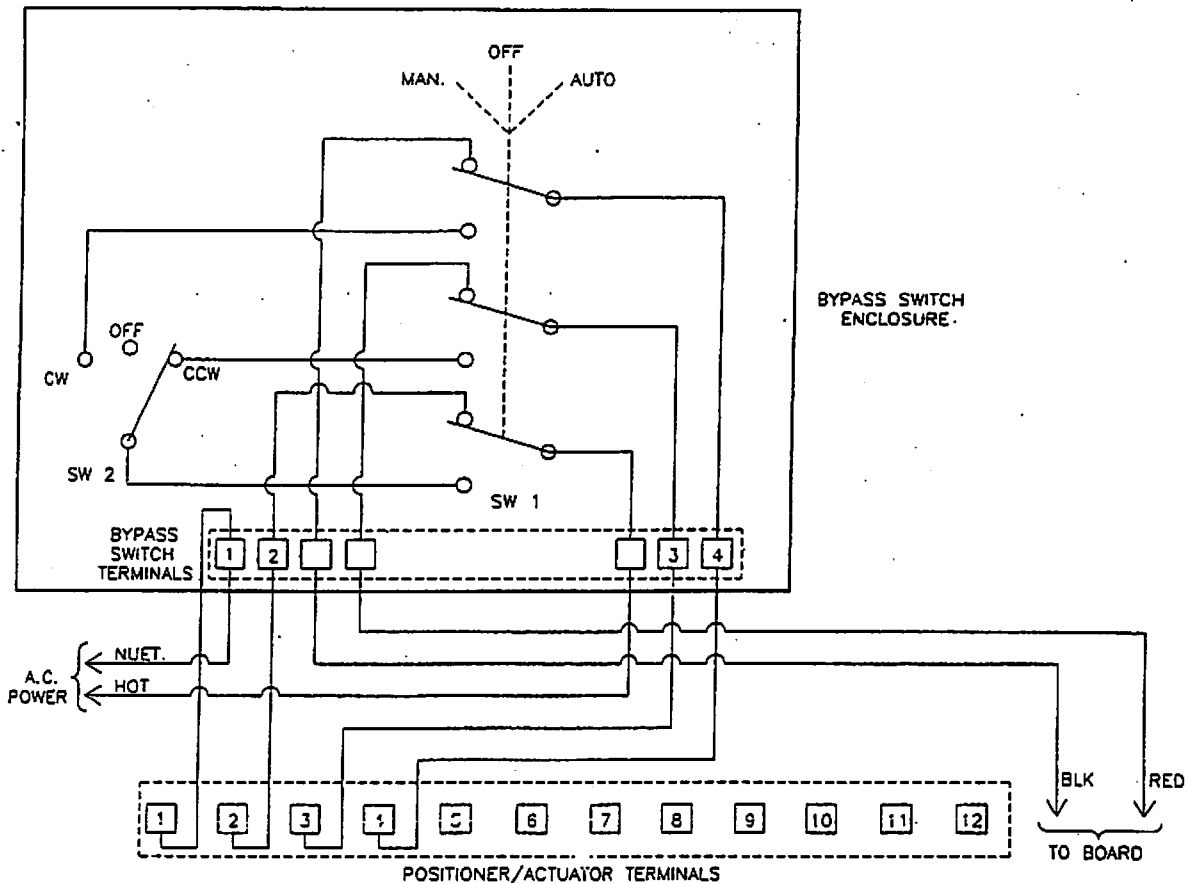 OFF
MAN.
AUTO
BYPASS SWITCH
ENCLOSURE.
OFF
CW
CCW
SW 2
SW 1
BYPASS
SWITCH
TERMINALS
1 2 3 4
NUET.
A.C.
POWER
HOT
BLK
RED
1 2 3 4 5 6 7 8 9 10 11 12
TO BOARD
POSITIONER/ACTUATOR TERMINALS